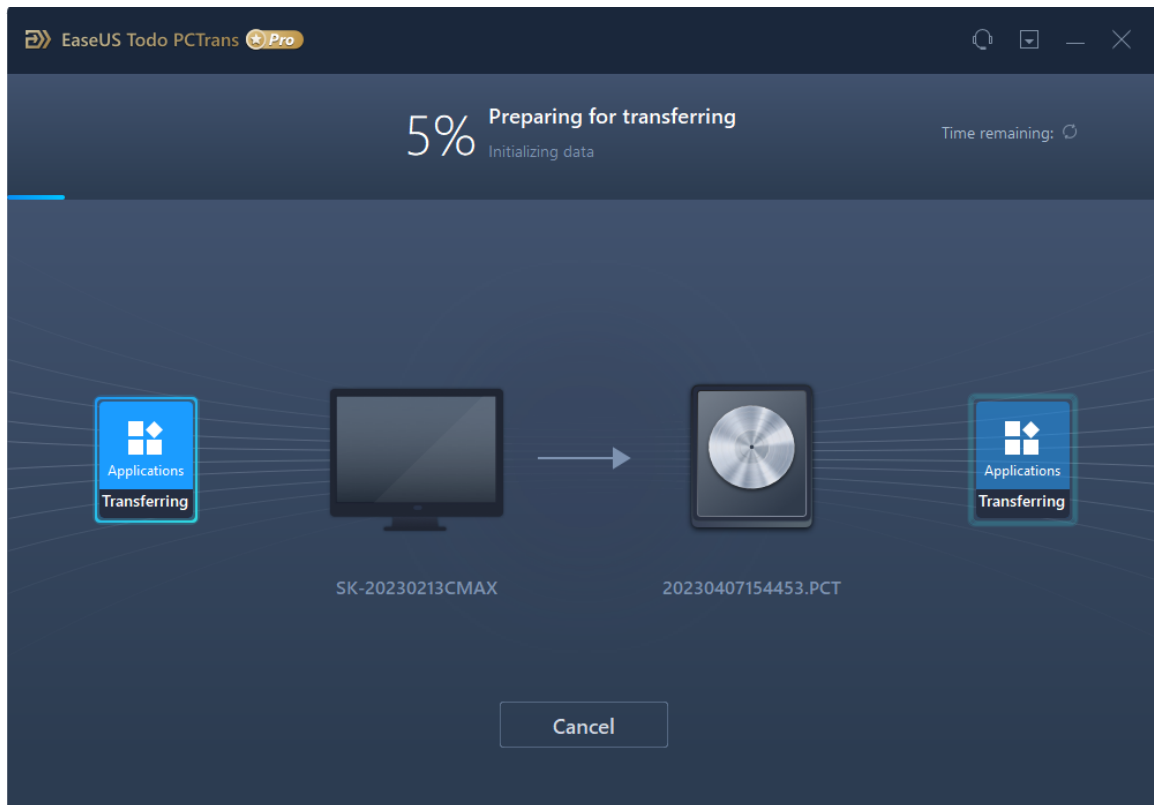 EaseUS Todo PCTrans Pro
5% Preparing for transferring
Initializing data
Time remaining:
Applications
Transferring
Applications
Transferring
SK-20230213CMAX
20230407154453.PCT
Cancel